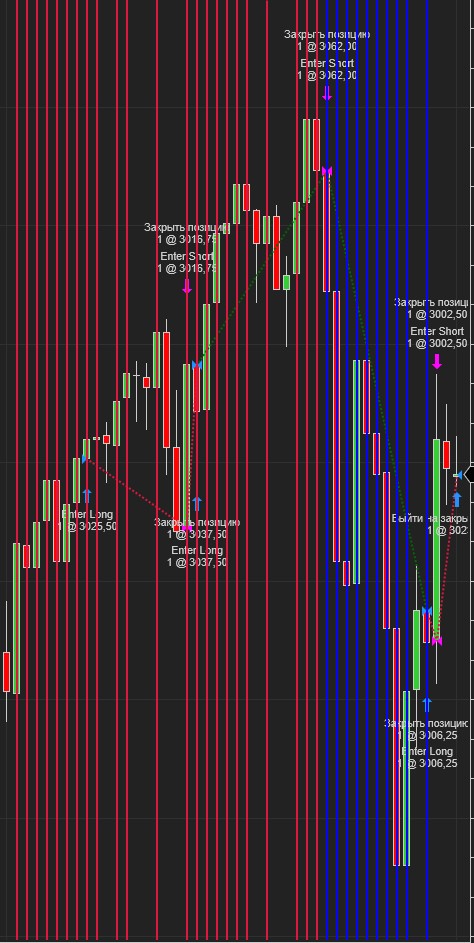 Закрыть позицию
1 @ 3062,00
Enter Short
1 @ 3062,00
Закрыть позицию
1 @ 3016,75
Enter Short
1 @ 3016,75
Закрыть позиц
1 @ 3002,50
Enter Short
1 @ 3002,50
Enter Long
1 @ 3025,50
Закрыть позицию
1 @ 3037,50
Enter Long
1 @ 3037,50
Выйти на закры
1 @ 302
Закрыть позицию
1 @ 3006,25
Enter Long
1 @ 3006,25